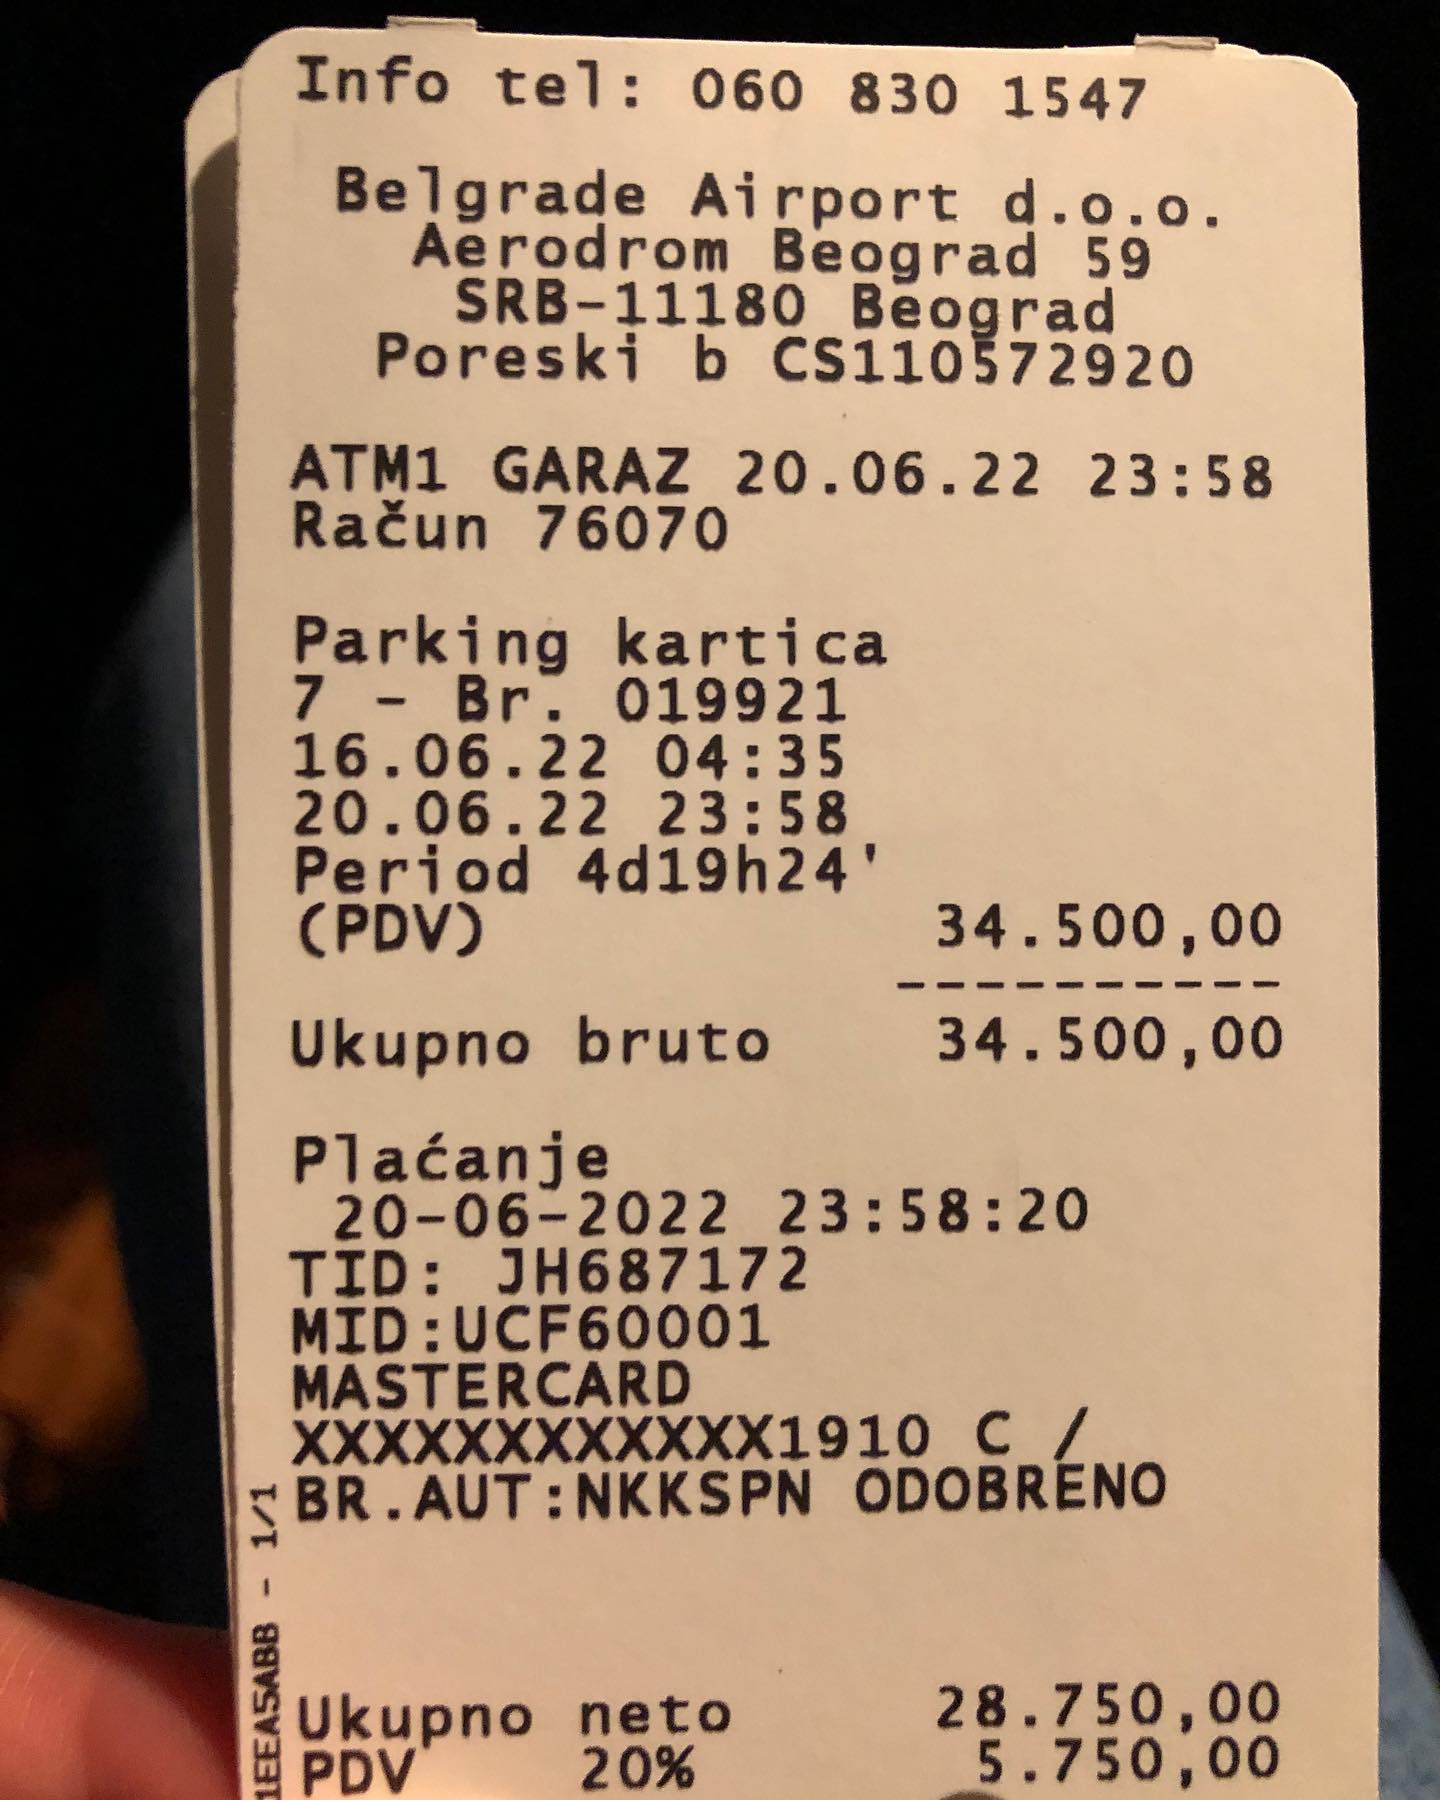 Info tel: 060 830 1547
Belgrade Airport d.o.o.
Aerodrom Beograd 59
SRB-11180 Beograd
Poreski b CS110572920
ATM1 GARAZ 20.06.22 23:58
Račun 76070
Parking kartica
7 - Br. 019921
16.06.22 04:35
20.06.22 23:58
Period 4d19h24'
(PDV) 34.500,00
----------
Ukupno bruto 34.500,00
Plaćanje
20-06-2022 23:58:20
TID: JH687172
MID:UCF60001
MASTERCARD
XXXXXXXXXXXX1910 C /
BR.AUT:NKKSPN ODOBRENO
Ukupno neto 28.750,00
PDV 20% 5.750,00
1EEA5ABB - 1/1